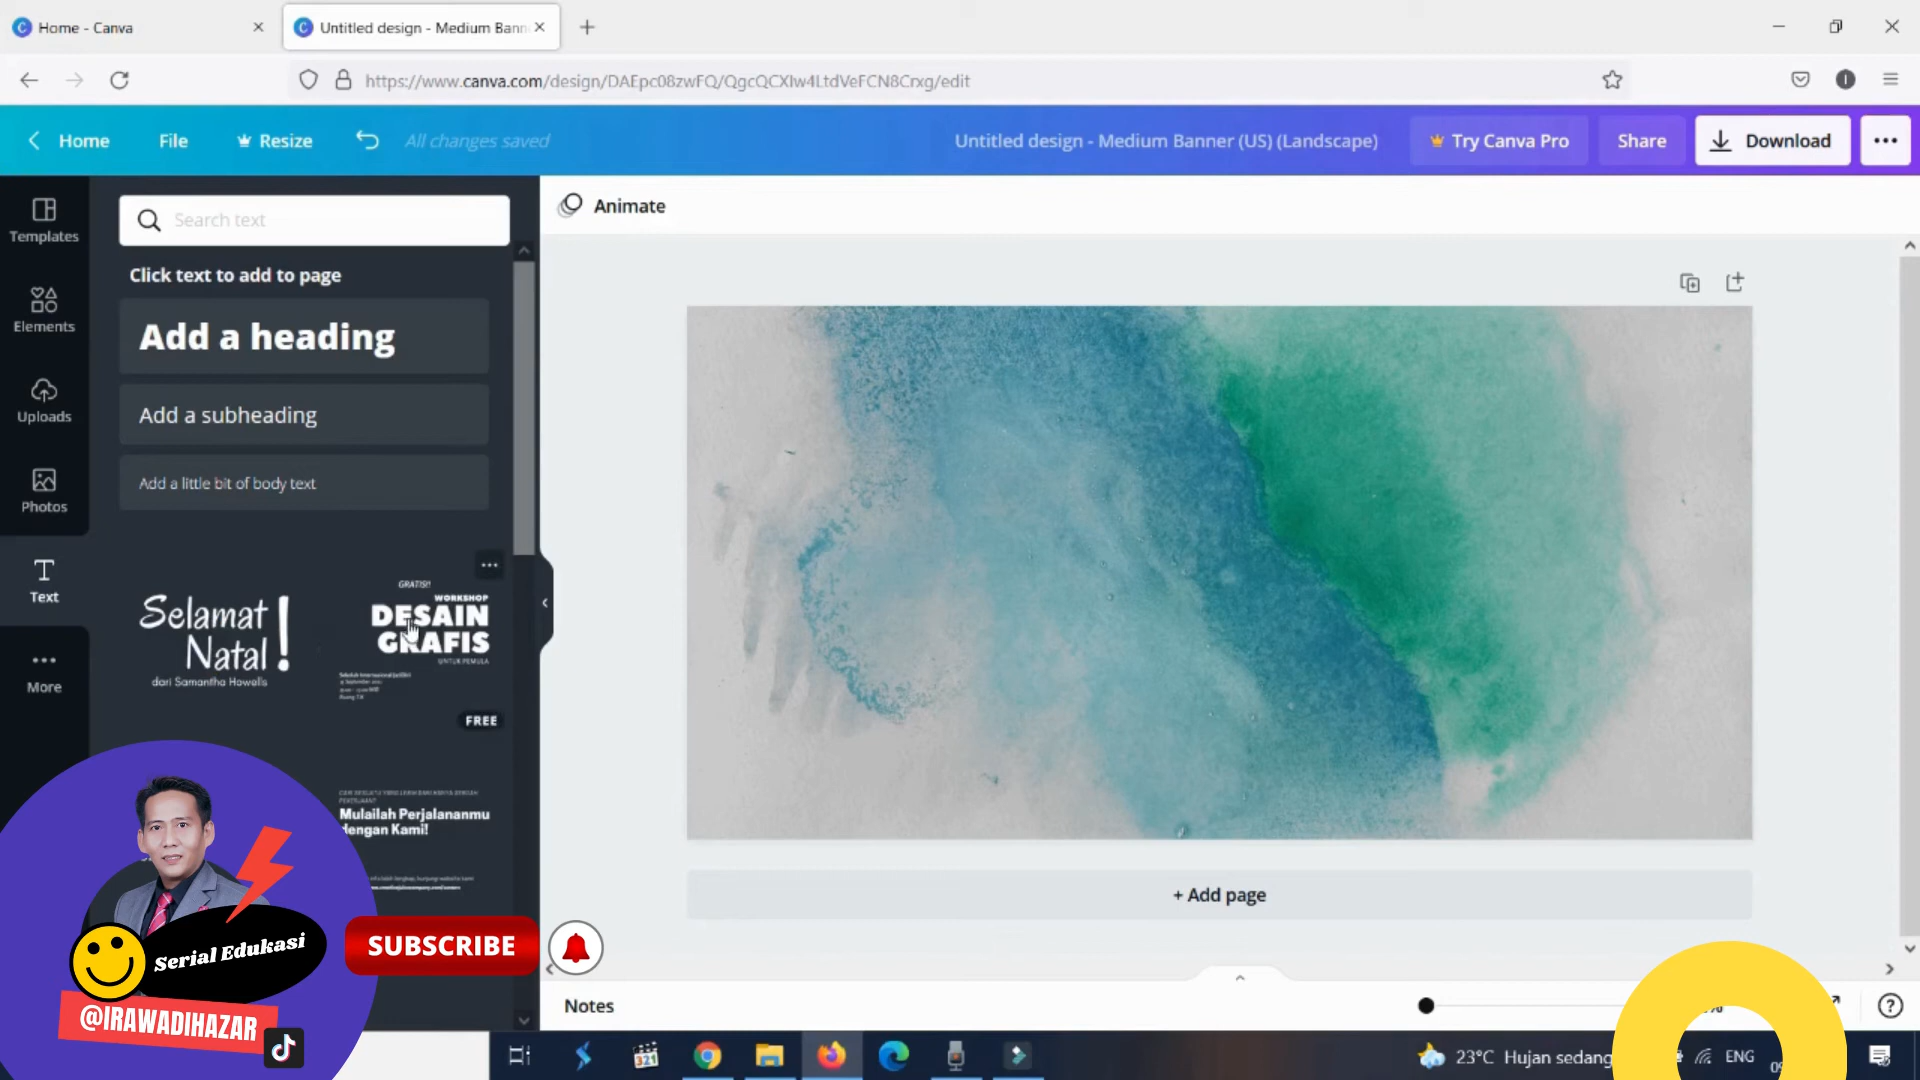 Home - Canva
Untitled design - Medium Bann
https://www.canva.com/design/DAEpc08zwFQ/QgcQCXIw4LtdVeFCN8Crxg/edit
Home
File
Resize
All changes saved
Untitled design - Medium Banner (US) (Landscape)
Try Canva Pro
Share
Download
Templates
Elements
Uploads
Photos
Text
More
Search text
Click text to add to page
Add a heading
Add a subheading
Add a little bit of body text
Selamat
Natal!
dari Samantha Howells
GRATIS!!
WORKSHOP
DESAIN
GRAFIS
UNTUK PEMULA
FREE
Mulailah Perjalananmu
dengan Kami!
Animate
+ Add page
Notes
Serial Edukasi
@IRAWADIHAZAR
SUBSCRIBE
321
23°C Hujan sedang
ENG